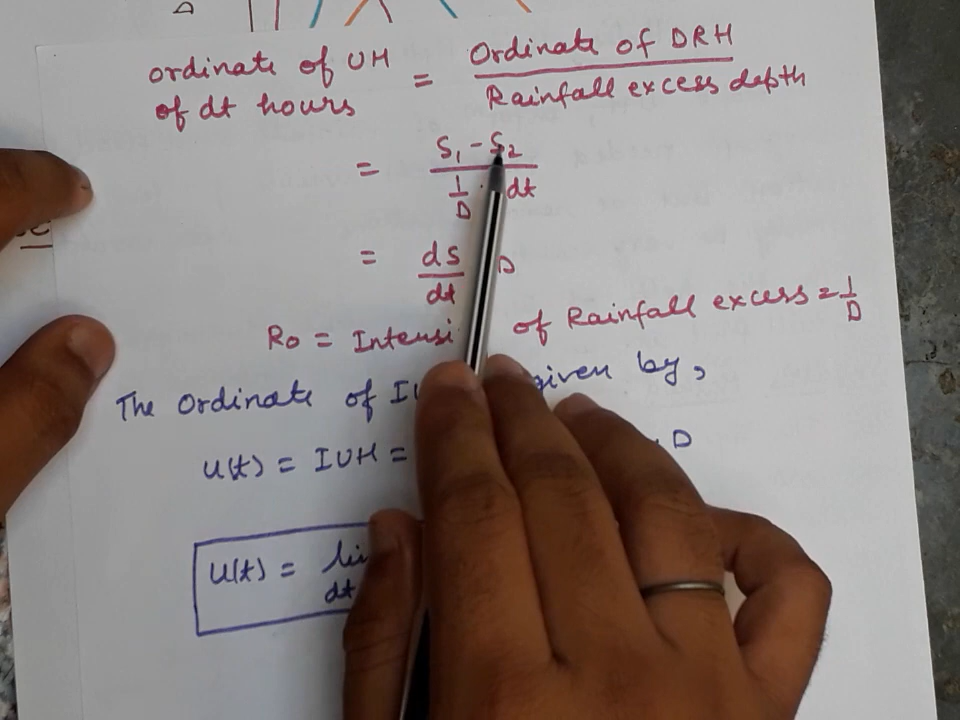 ordinate of UH
of dt hours = Ordinate of DRH / Rainfall excess depth
= S₁ - S₂ / 1/D · dt
= ds/dt D
Ro = Intensi of Rainfall excess = 1/D
The Ordinate of given by,
U(t) = IUH = . D
U(t) = dt